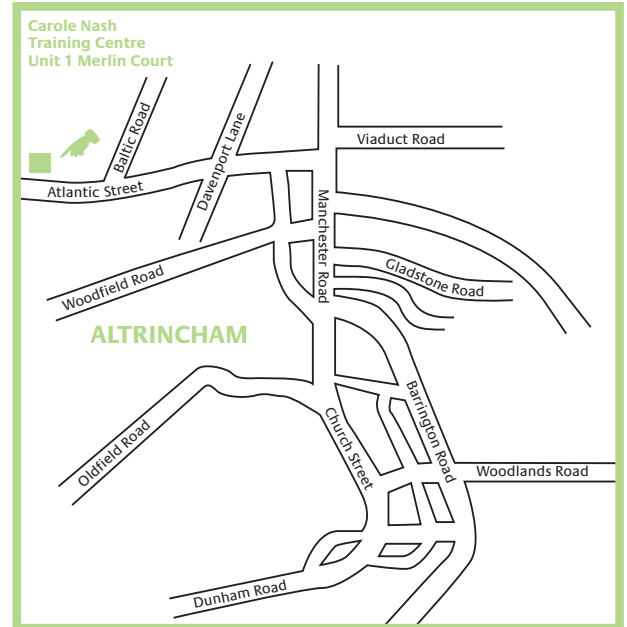 Carole Nash
Training Centre
Unit 1 Merlin Court
Baltic Road
Davenport Lane
Viaduct Road
Atlantic Street
Manchester Road
Gladstone Road
Woodfield Road
ALTRINCHAM
Barrington Road
Church Street
Oldfield Road
Woodlands Road
Dunham Road